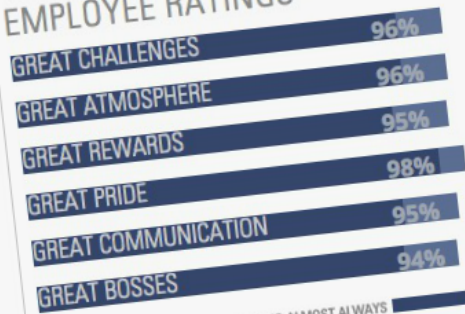 EMPLOYEE RATINGS
GREAT CHALLENGES 96%
GREAT ATMOSPHERE 96%
GREAT REWARDS 95%
GREAT PRIDE 98%
GREAT COMMUNICATION 95%
GREAT BOSSES 94%
ALMOST ALWAYS